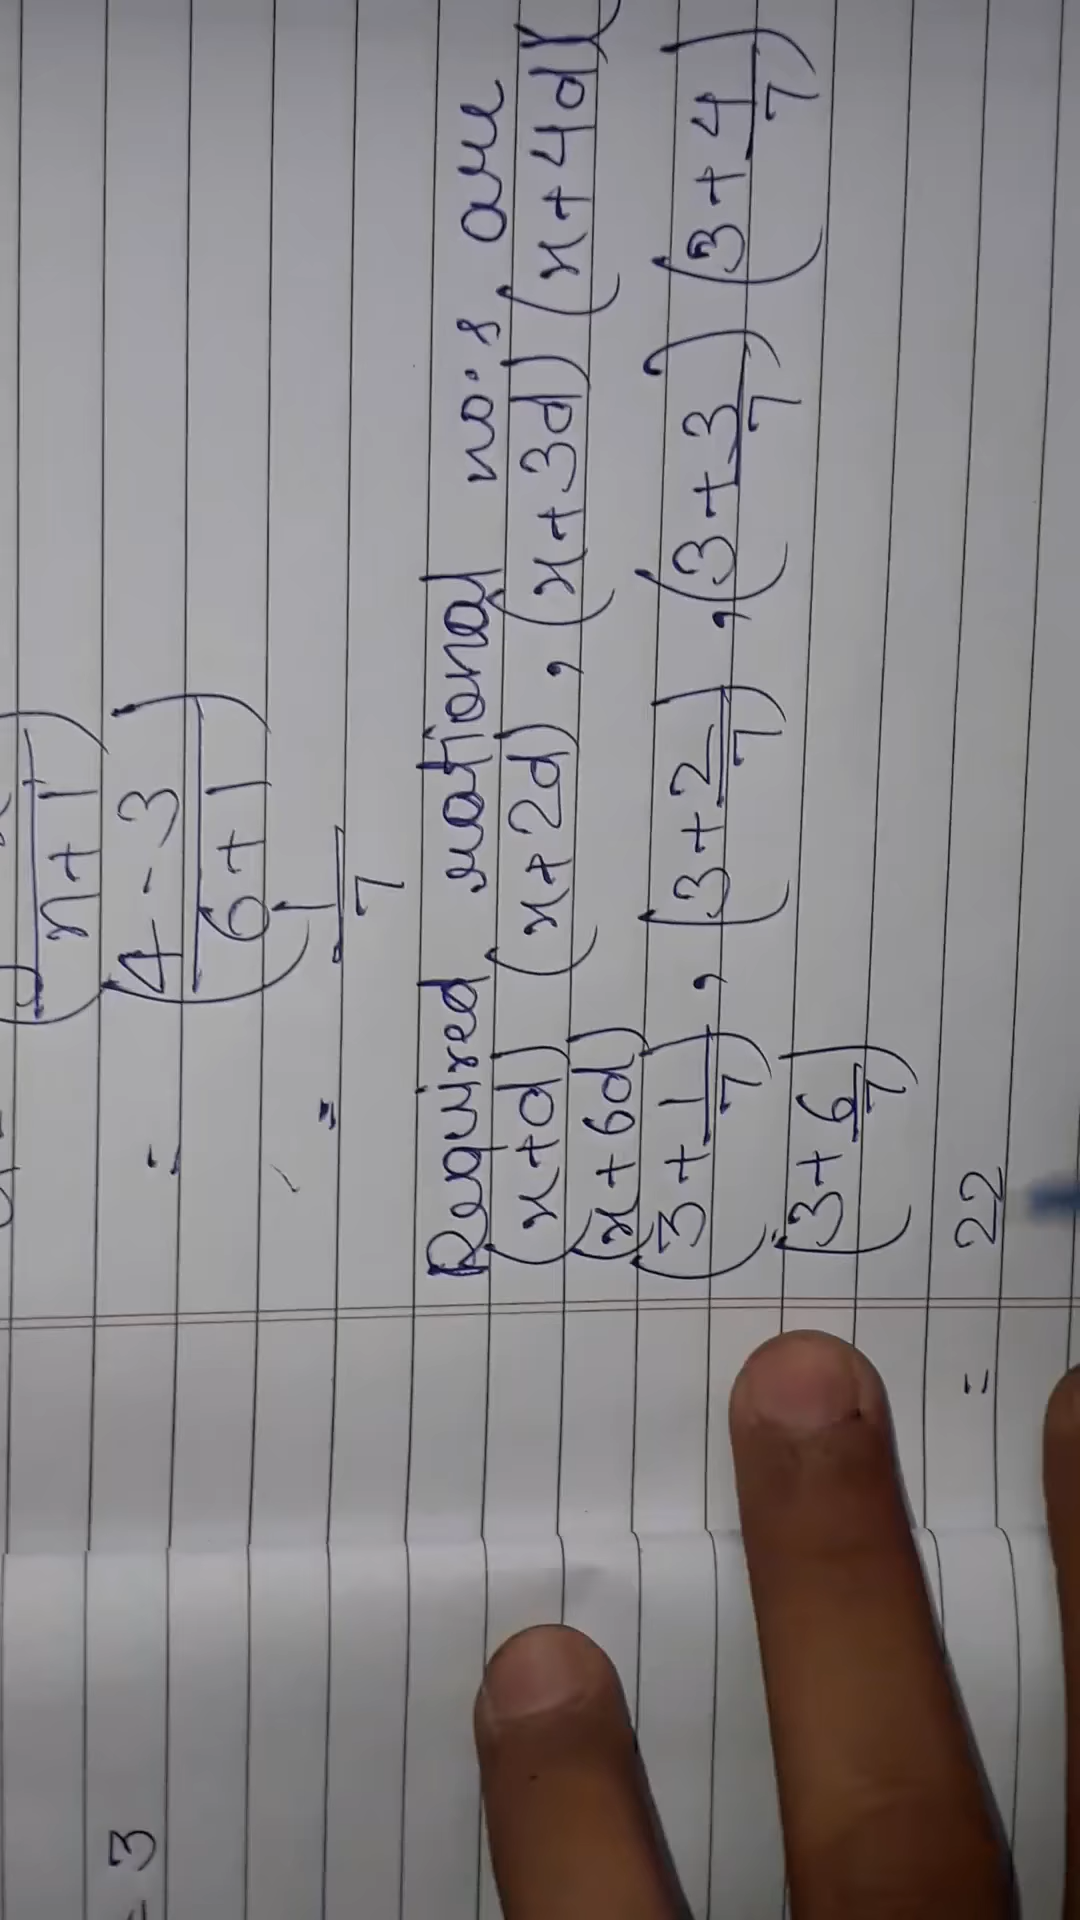 n+1
= (4-3/6+1)
= 1/7
= 3
Required rational no.s are
(x+d) (x+2d), (x+3d) (x+4d)
(x+6d)
(3+1/7), (3+2/7), (3+3/7) (3+4/7)
(3+6/7)
= 22